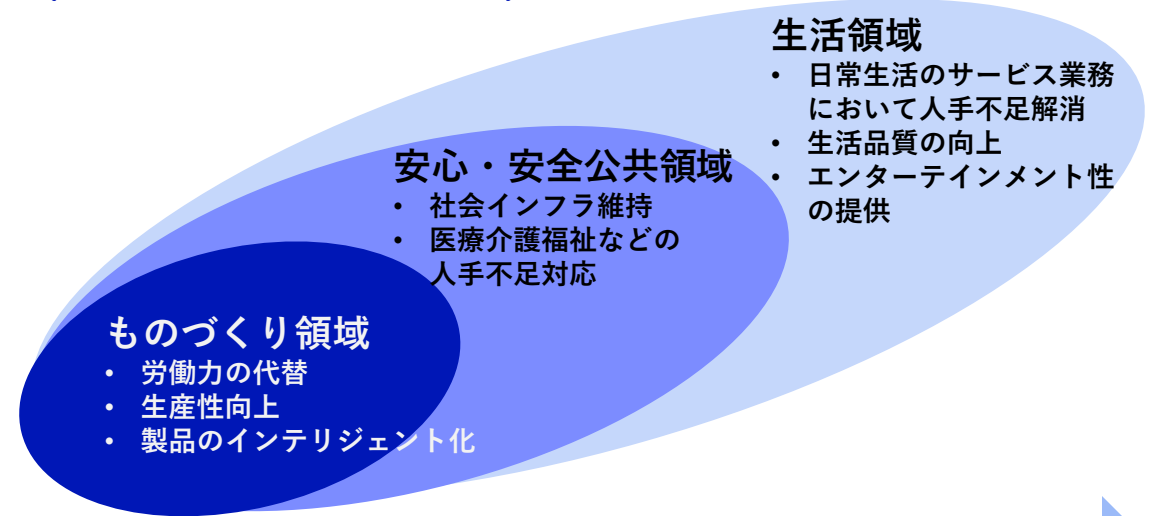 生活領域
• 日常生活のサービス業務
において人手不足解消
• 生活品質の向上
• エンターテインメント性
の提供
安心・安全公共領域
• 社会インフラ維持
• 医療介護福祉などの
人手不足対応
ものづくり領域
• 労働力の代替
• 生産性向上
• 製品のインテリジェント化